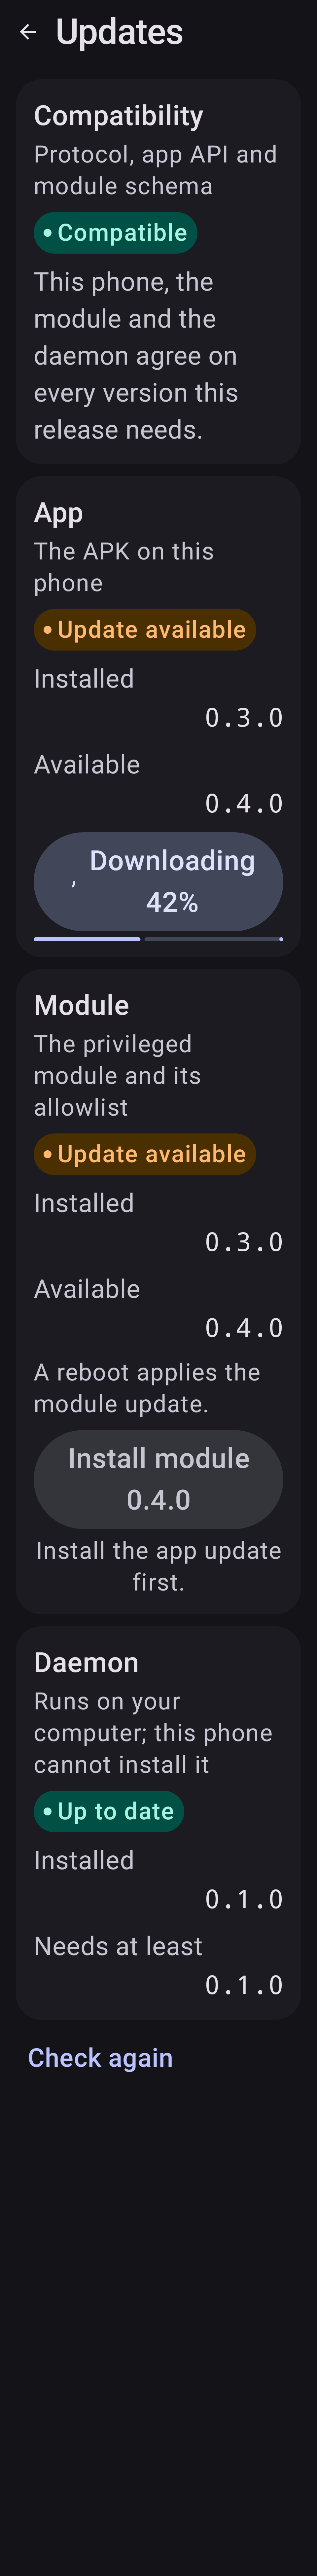 Updates
Compatibility
Protocol, app API and
module schema
• Compatible
This phone, the
module and the
daemon agree on
every version this
release needs.
App
The APK on this
phone
• Update available
Installed
0.3.0
Available
0.4.0
Downloading
42%
Module
The privileged
module and its
allowlist
• Update available
Installed
0.3.0
Available
0.4.0
A reboot applies the
module update.
Install module
0.4.0
Install the app update
first.
Daemon
Runs on your
computer; this phone
cannot install it
• Up to date
Installed
0.1.0
Needs at least
0.1.0
Check again